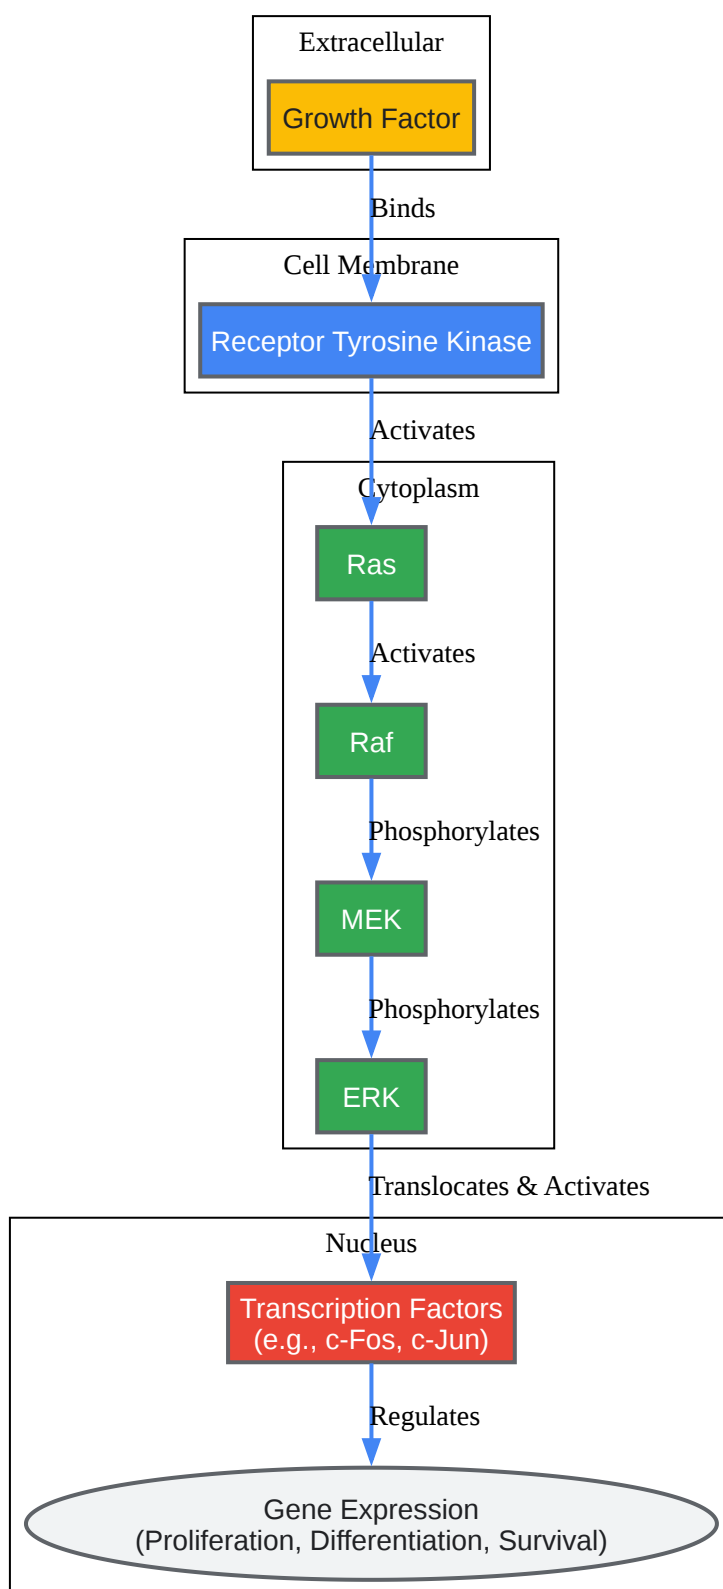 Extracellular
Growth Factor
Binds
Cell Membrane
Receptor Tyrosine Kinase
Activates
Cytoplasm
Ras
Activates
Raf
Phosphorylates
MEK
Phosphorylates
ERK
Translocates & Activates
Nucleus
Transcription Factors
(e.g., c-Fos, c-Jun)
Regulates
Gene Expression
(Proliferation, Differentiation, Survival)